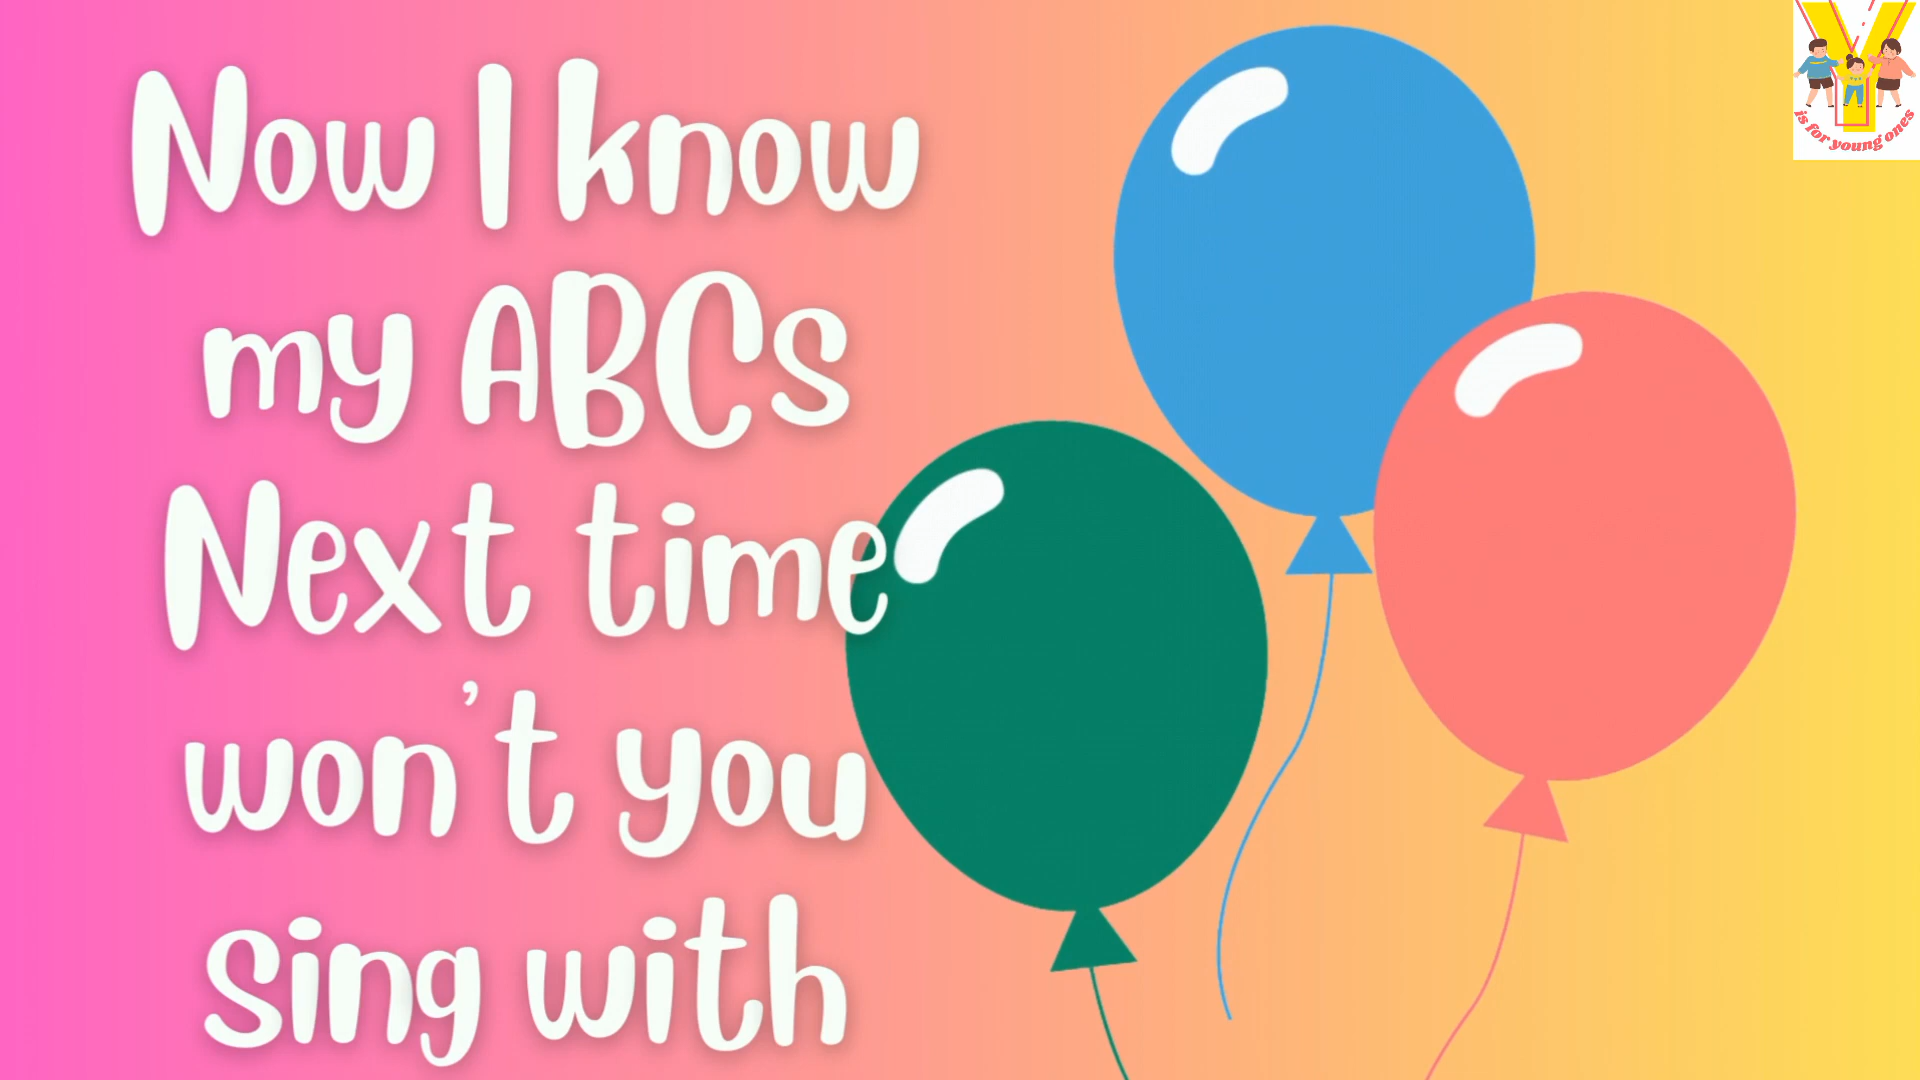 Now I know
my ABCs
Next time
won't you
sing with
Y
is for young ones